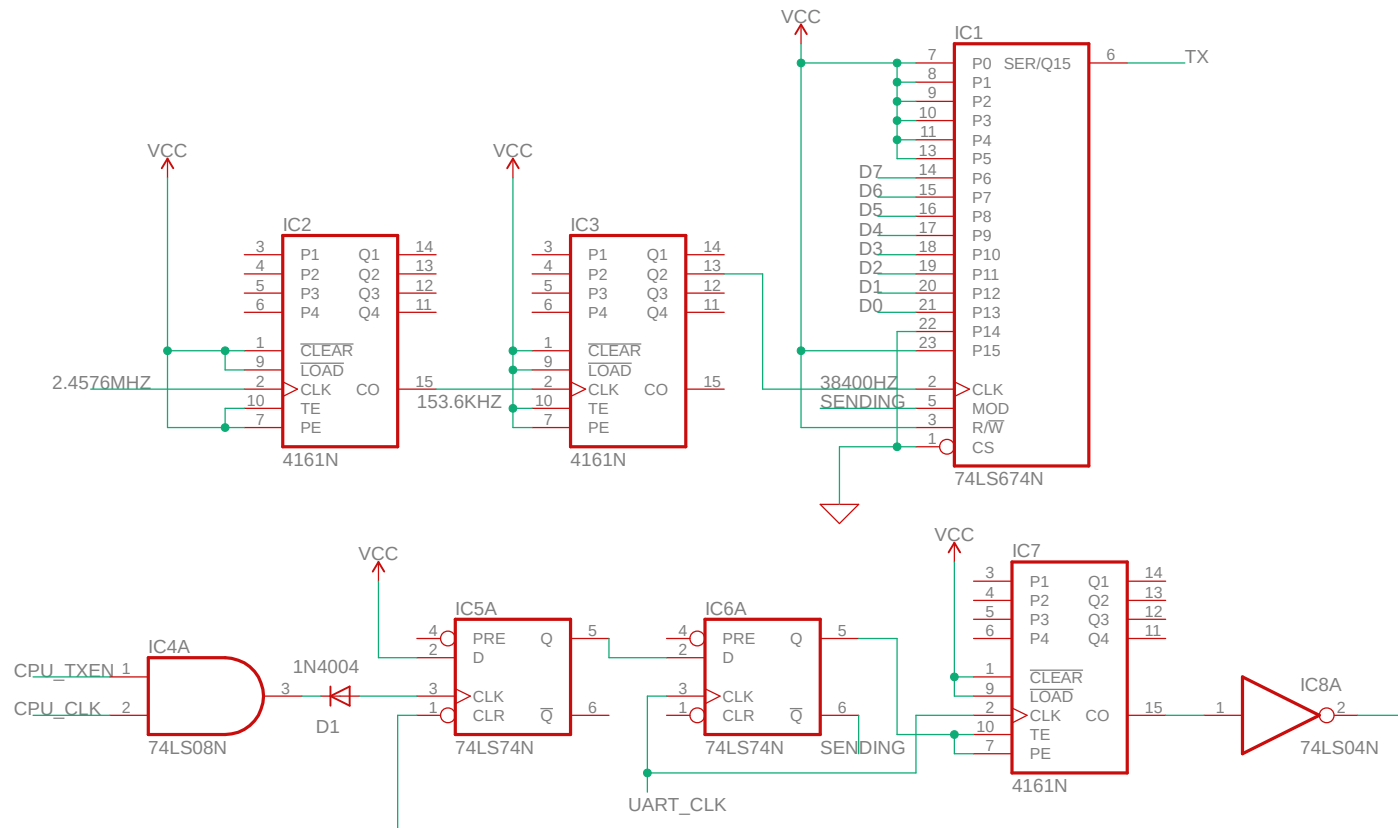 VCC
IC1
7 P0 SER/Q15 6 TX
8 P1
9 P2
10 P3
11 P4
13 P5
D7 14 P6
D6 15 P7
D5 16 P8
D4 17 P9
D3 18 P10
D2 19 P11
D1 20 P12
D0 21 P13
22 P14
23 P15
38400HZ 2 CLK
SENDING 5 MOD
3 R/W
1 CS
74LS674N
VCC
IC2
3 P1 Q1 14
4 P2 Q2 13
5 P3 Q3 12
6 P4 Q4 11
1 CLEAR
9 LOAD
2.4576MHZ 2 CLK CO 15
10 TE
7 PE
4161N
153.6KHZ
VCC
IC3
3 P1 Q1 14
4 P2 Q2 13
5 P3 Q3 12
6 P4 Q4 11
1 CLEAR
9 LOAD
2 CLK CO 15
10 TE
7 PE
4161N
IC4A
CPU_TXEN 1
3
CPU_CLK 2
74LS08N
1N4004
D1
VCC
IC5A
4 PRE Q 5
2 D
3 CLK
1 CLR Q 6
74LS74N
IC6A
4 PRE Q 5
2 D
3 CLK
1 CLR Q 6
74LS74N
SENDING
UART_CLK
VCC
IC7
3 P1 Q1 14
4 P2 Q2 13
5 P3 Q3 12
6 P4 Q4 11
1 CLEAR
9 LOAD
2 CLK CO 15
10 TE
7 PE
4161N
IC8A
1 2
74LS04N